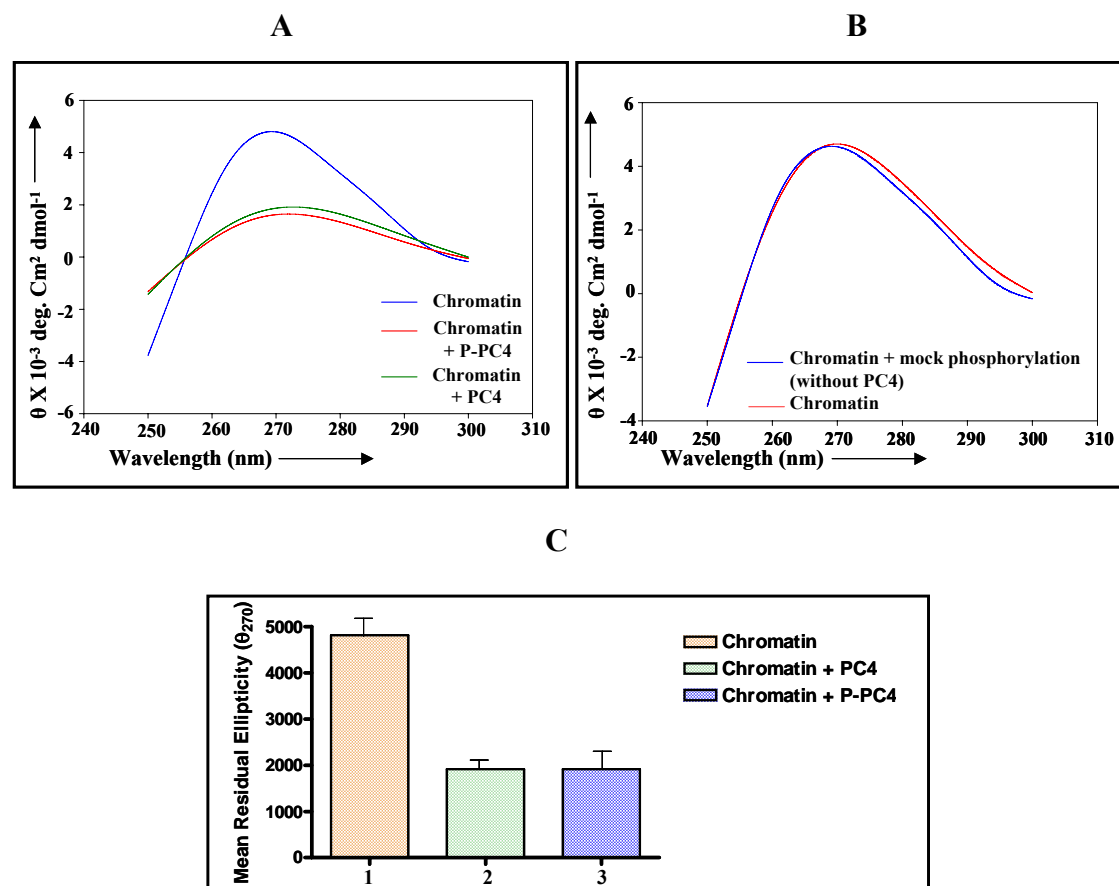 A
B
6
4
2
0
-2
-4
-6
240 250 260 270 280 290 300 310
θ X 10⁻³ deg. Cm² dmol⁻¹
Wavelength (nm)
Chromatin
Chromatin
+ P-PC4
Chromatin
+ PC4
6
4
2
0
-2
-4
240 250 260 270 280 290 300 310
θ X 10⁻³ deg. Cm² dmol⁻¹
Wavelength (nm)
Chromatin + mock phosphorylation
(without PC4)
Chromatin
C
Mean Residual Ellipticity (θ₂₇₀)
5000
4000
3000
2000
1000
0
1 2 3
Chromatin
Chromatin + PC4
Chromatin + P-PC4